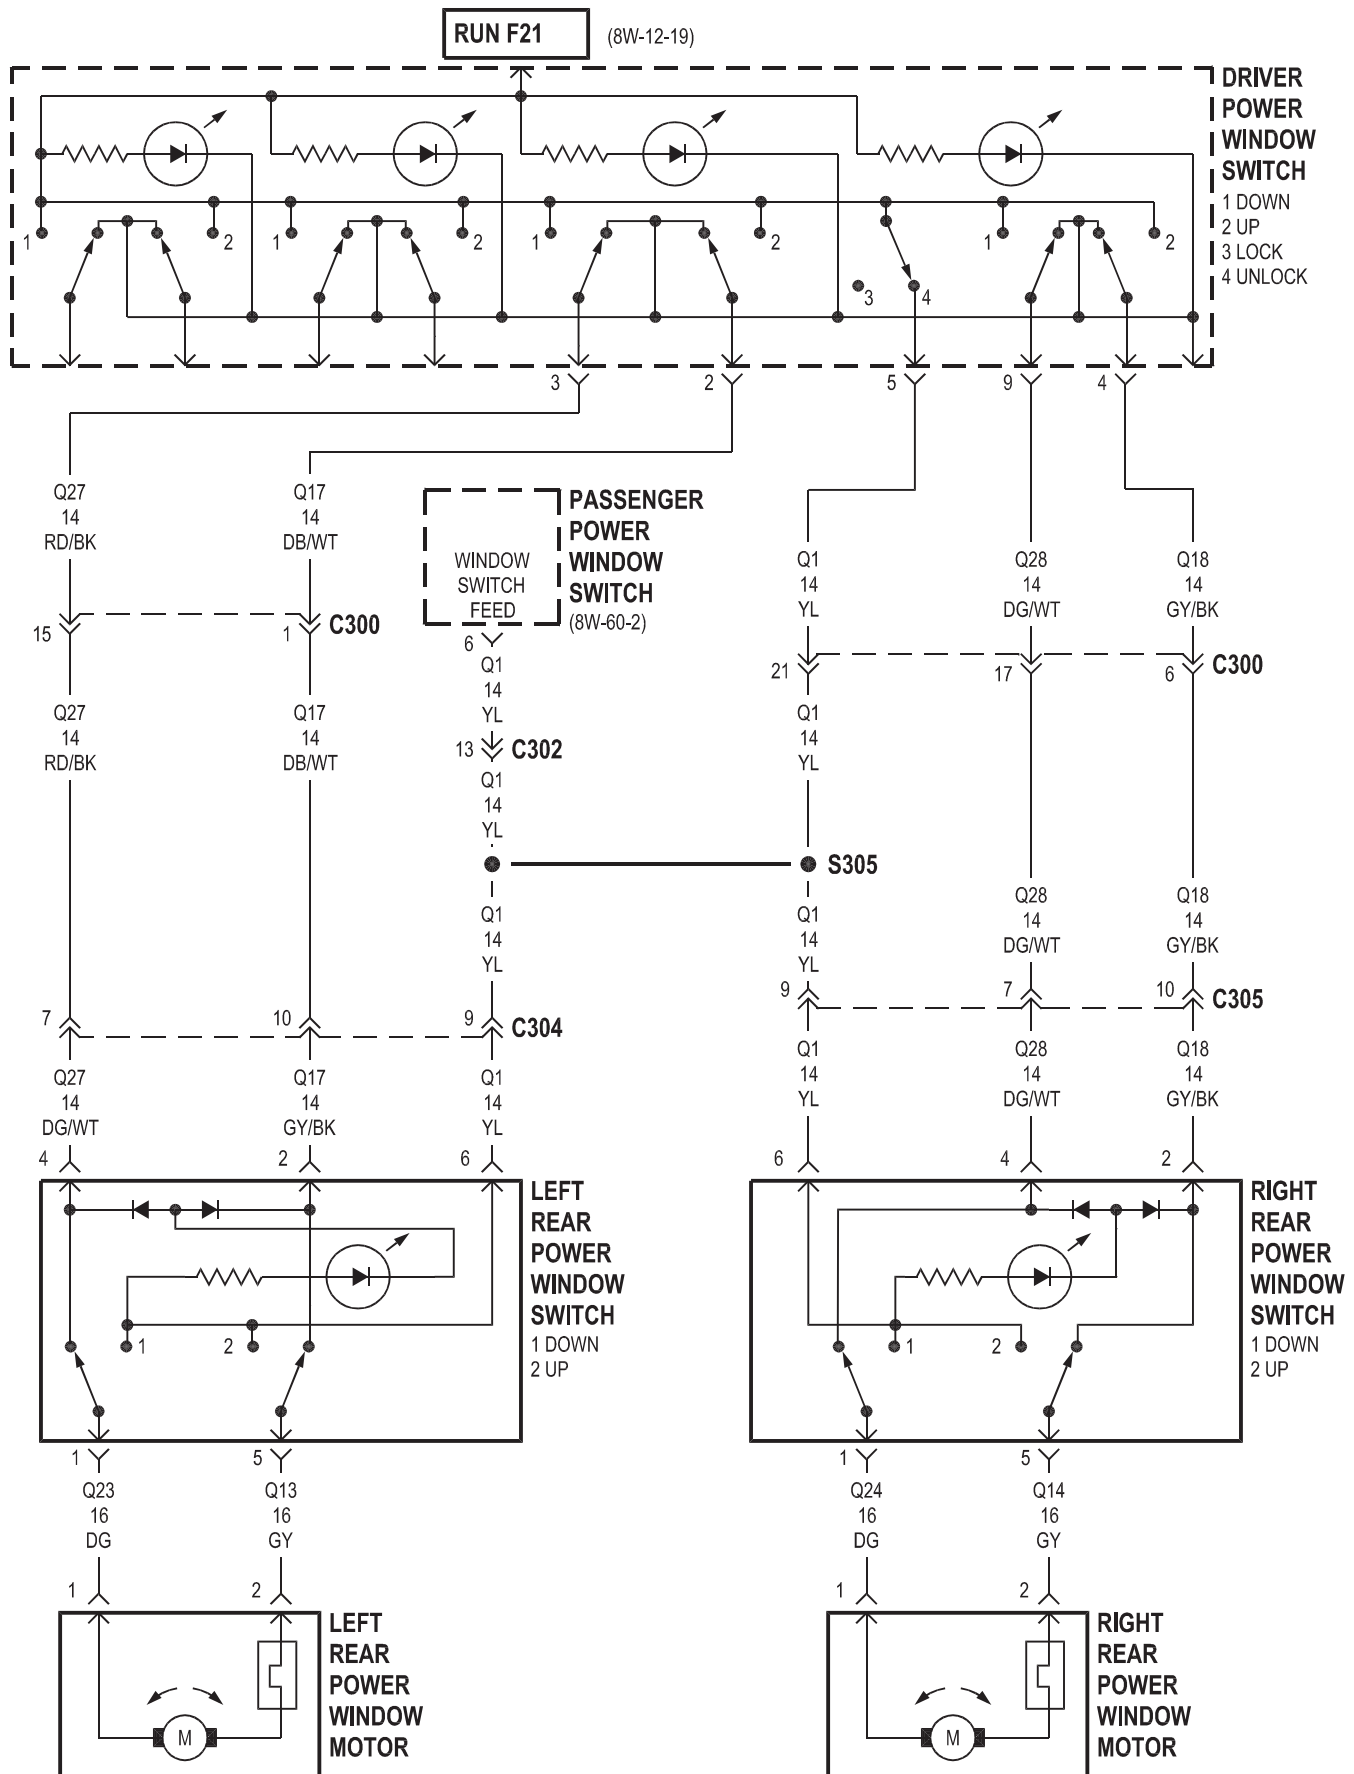 RUN F21 (8W-12-19)
DRIVER
POWER
WINDOW
SWITCH
1 DOWN
2 UP
3 LOCK
4 UNLOCK
1 2 1 2 1 2 1 2
3 4
3 2 5 9 4
Q27 Q17
14 14
RD/BK DB/WT
PASSENGER
POWER
WINDOW
SWITCH
(8W-60-2)
WINDOW
SWITCH
FEED
Q1 Q28 Q18
14 14 14
YL DG/WT GY/BK
15 1 C300
6
Q1
14
YL
21 17 6 C300
Q27 Q17
14 14
RD/BK DB/WT
Q1
14
YL
13 C302
Q1
14
YL
S305
Q1
14
YL
Q1
14
YL
Q28 Q18
14 14
DG/WT GY/BK
9 7 10 C305
7 10 9 C304
Q27 Q17 Q1
14 14 14
DG/WT GY/BK YL
Q1 Q28 Q18
14 14 14
YL DG/WT GY/BK
4 2 6
6 4 2
LEFT
REAR
POWER
WINDOW
SWITCH
1 DOWN
2 UP
1 2
RIGHT
REAR
POWER
WINDOW
SWITCH
1 DOWN
2 UP
1 2
1 5
Q23 Q13
16 16
DG GY
1 2
1 5
Q24 Q14
16 16
DG GY
1 2
LEFT
REAR
POWER
WINDOW
MOTOR
M
RIGHT
REAR
POWER
WINDOW
MOTOR
M